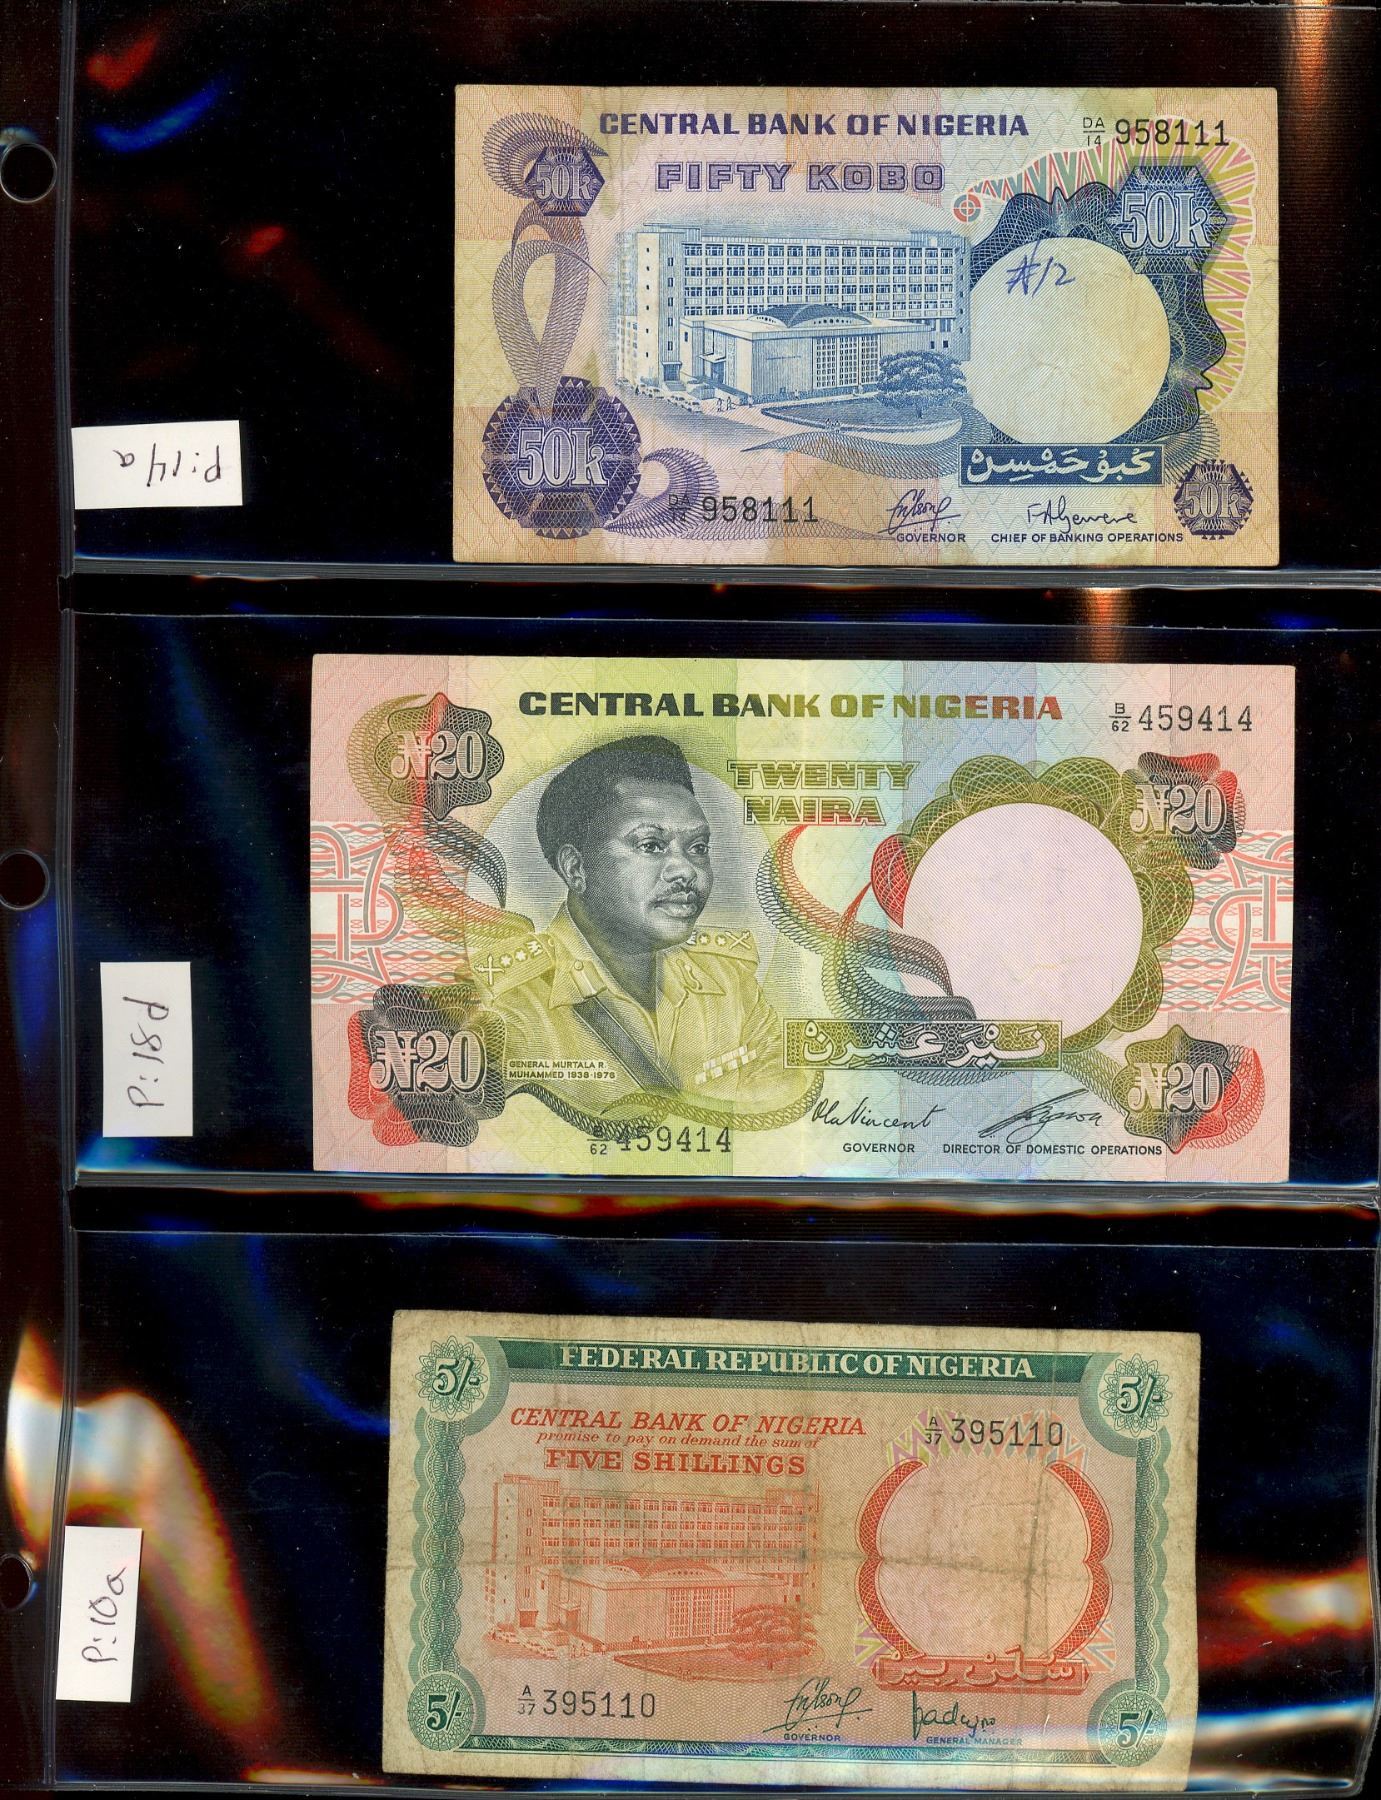 CENTRAL BANK OF NIGERIA
DA/14 958111
FIFTY KOBO
50k
50k
₦12
50k
كُبُو حَمْسِنْ
50k
DA/14 958111
GOVERNOR
CHIEF OF BANKING OPERATIONS
P:14a
CENTRAL BANK OF NIGERIA
B/62 459414
₦20
TWENTY
NAIRA
₦20
₦20
GENERAL MURTALA R.
MUHAMMED 1938-1976
نَيْرَ عَشْرِنْ
₦20
B/62 459414
Ola Vincent
GOVERNOR
DIRECTOR OF DOMESTIC OPERATIONS
P:18d
5/-
FEDERAL REPUBLIC OF NIGERIA
5/-
CENTRAL BANK OF NIGERIA
promise to pay on demand the sum of
FIVE SHILLINGS
A/37 395110
سُلَنْ بِيَرْ
A/37 395110
5/-
GOVERNOR
GENERAL MANAGER
5/-
P:10a